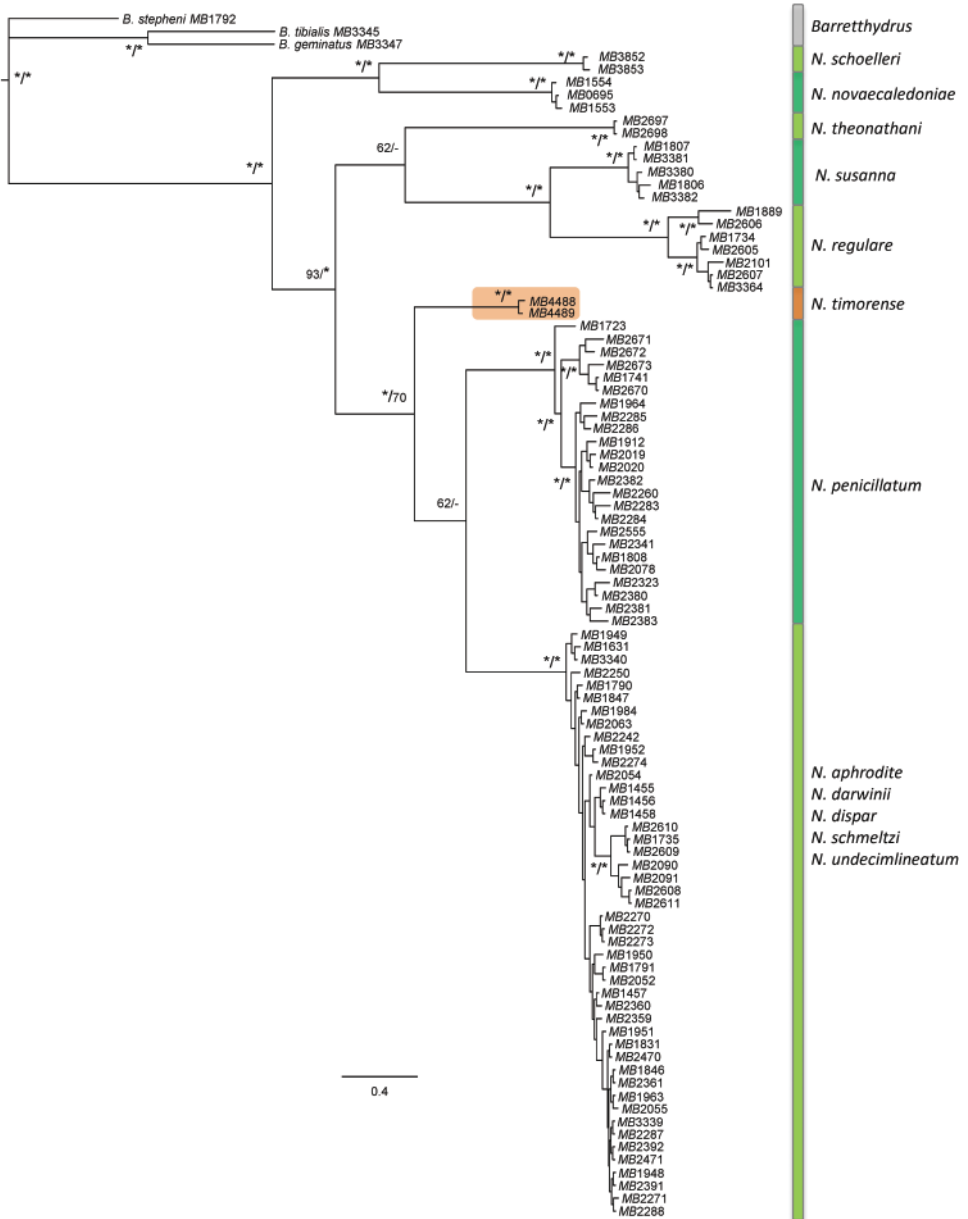 B. stepheni MB1792
B. tibialis MB3345
B. geminatus MB3347
*/*
*/*
Barretthydrus
*/*
*/*
MB3852
MB3853
N. schoelleri
*/*
MB1554
MB0695
MB1553
N. novaecaledoniae
*/*
62/-
*/*
MB2697
MB2698
N. theonathani
*/*
*/*
MB1807
MB3381
MB3380
MB1806
MB3382
N. susanna
*/*
*/*
*/*
MB1889
MB2606
MB1734
MB2605
MB2101
MB2607
MB3364
N. regulare
93/*
*/*
MB4488
MB4489
N. timorense
*/70
*/*
*/*
*/*
*/*
MB1723
MB2671
MB2672
MB2673
MB1741
MB2670
MB1964
MB2285
MB2286
MB1912
MB2019
MB2020
MB2382
MB2260
MB2283
MB2284
MB2555
MB2341
MB1808
MB2078
MB2323
MB2380
MB2381
MB2383
N. penicillatum
62/-
*/*
MB1949
MB1631
MB3340
MB2250
MB1790
MB1847
MB1984
MB2063
MB2242
MB1952
MB2274
MB2054
MB1455
MB1456
MB1458
MB2610
MB1735
MB2609
*/*
MB2090
MB2091
MB2608
MB2611
MB2270
MB2272
MB2273
MB1950
MB1791
MB2052
MB1457
MB2360
MB2359
MB1951
MB1831
MB2470
MB1846
MB2361
MB1963
MB2055
MB3339
MB2287
MB2392
MB2471
MB1948
MB2391
MB2271
MB2288
N. aphrodite
N. darwinii
N. dispar
N. schmeltzi
N. undecimlineatum
0.4